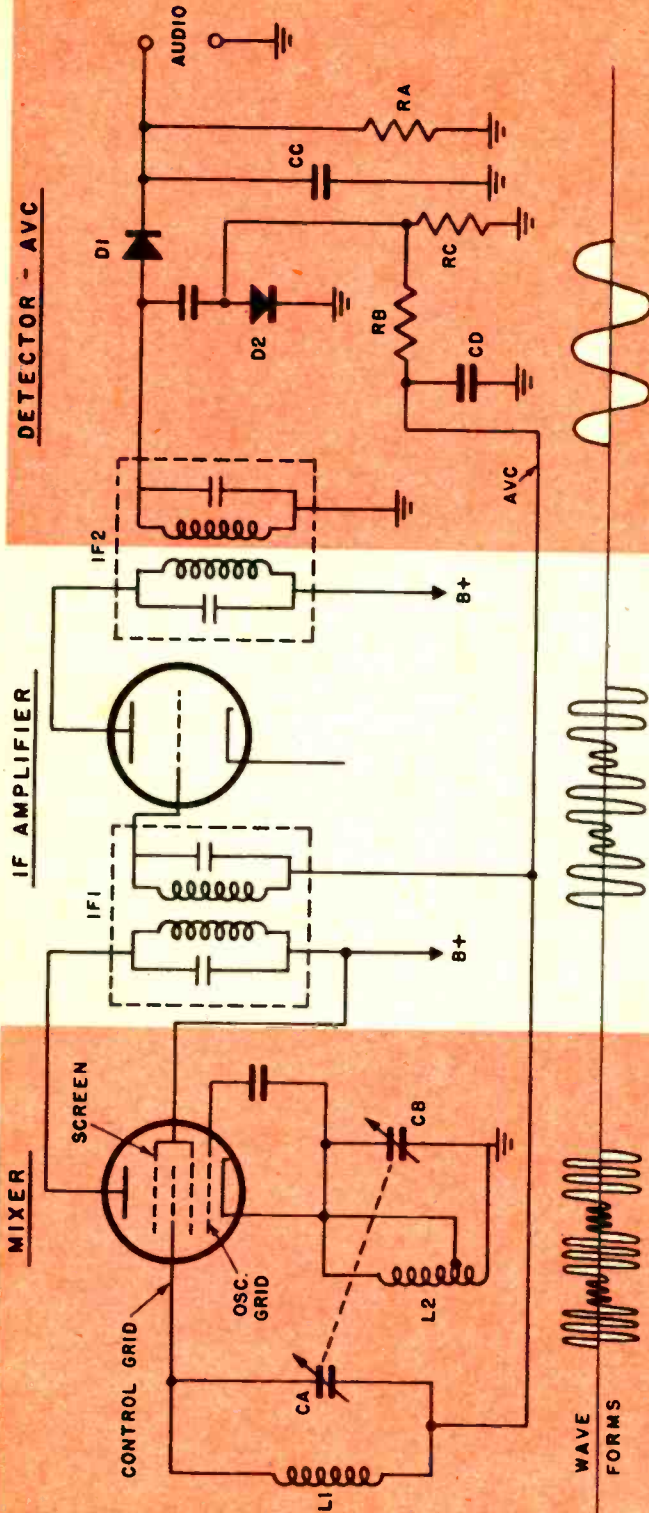 MIXER
IF AMPLIFIER
DETECTOR - AVC
CONTROL GRID
SCREEN
OSC.
GRID
CA
CB
L1
L2
IF1
B+
IF2
B+
D1
D2
CC
RA
RB
RC
CD
AUDIO
AVC
WAVE
FORMS